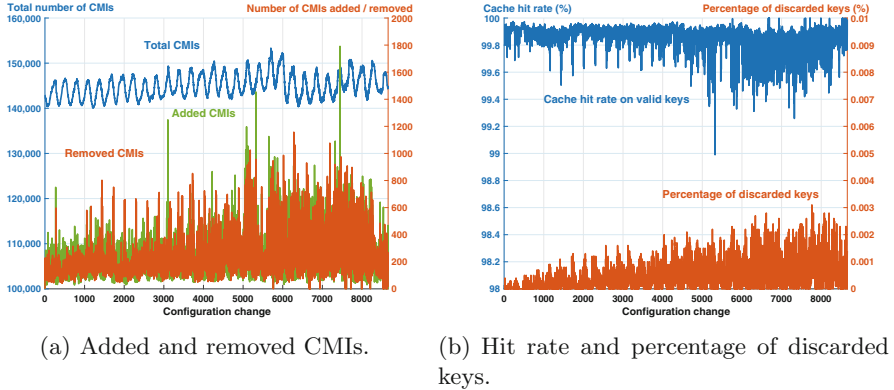 Total number of CMIs
Number of CMIs added / removed
160,000
150,000
140,000
130,000
120,000
110,000
100,000
2000
1800
1600
1400
1200
1000
800
600
400
200
0
Total CMIs
Added CMIs
Removed CMIs
0 1000 2000 3000 4000 5000 6000 7000 8000
Configuration change
(a) Added and removed CMIs.
Cache hit rate (%)
Percentage of discarded keys (%)
100
99.8
99.6
99.4
99.2
99
98.8
98.6
98.4
98.2
98
0.01
0.009
0.008
0.007
0.006
0.005
0.004
0.003
0.002
0.001
0
Cache hit rate on valid keys
Percentage of discarded keys
0 1000 2000 3000 4000 5000 6000 7000 8000
Configuration change
(b) Hit rate and percentage of discarded
keys.